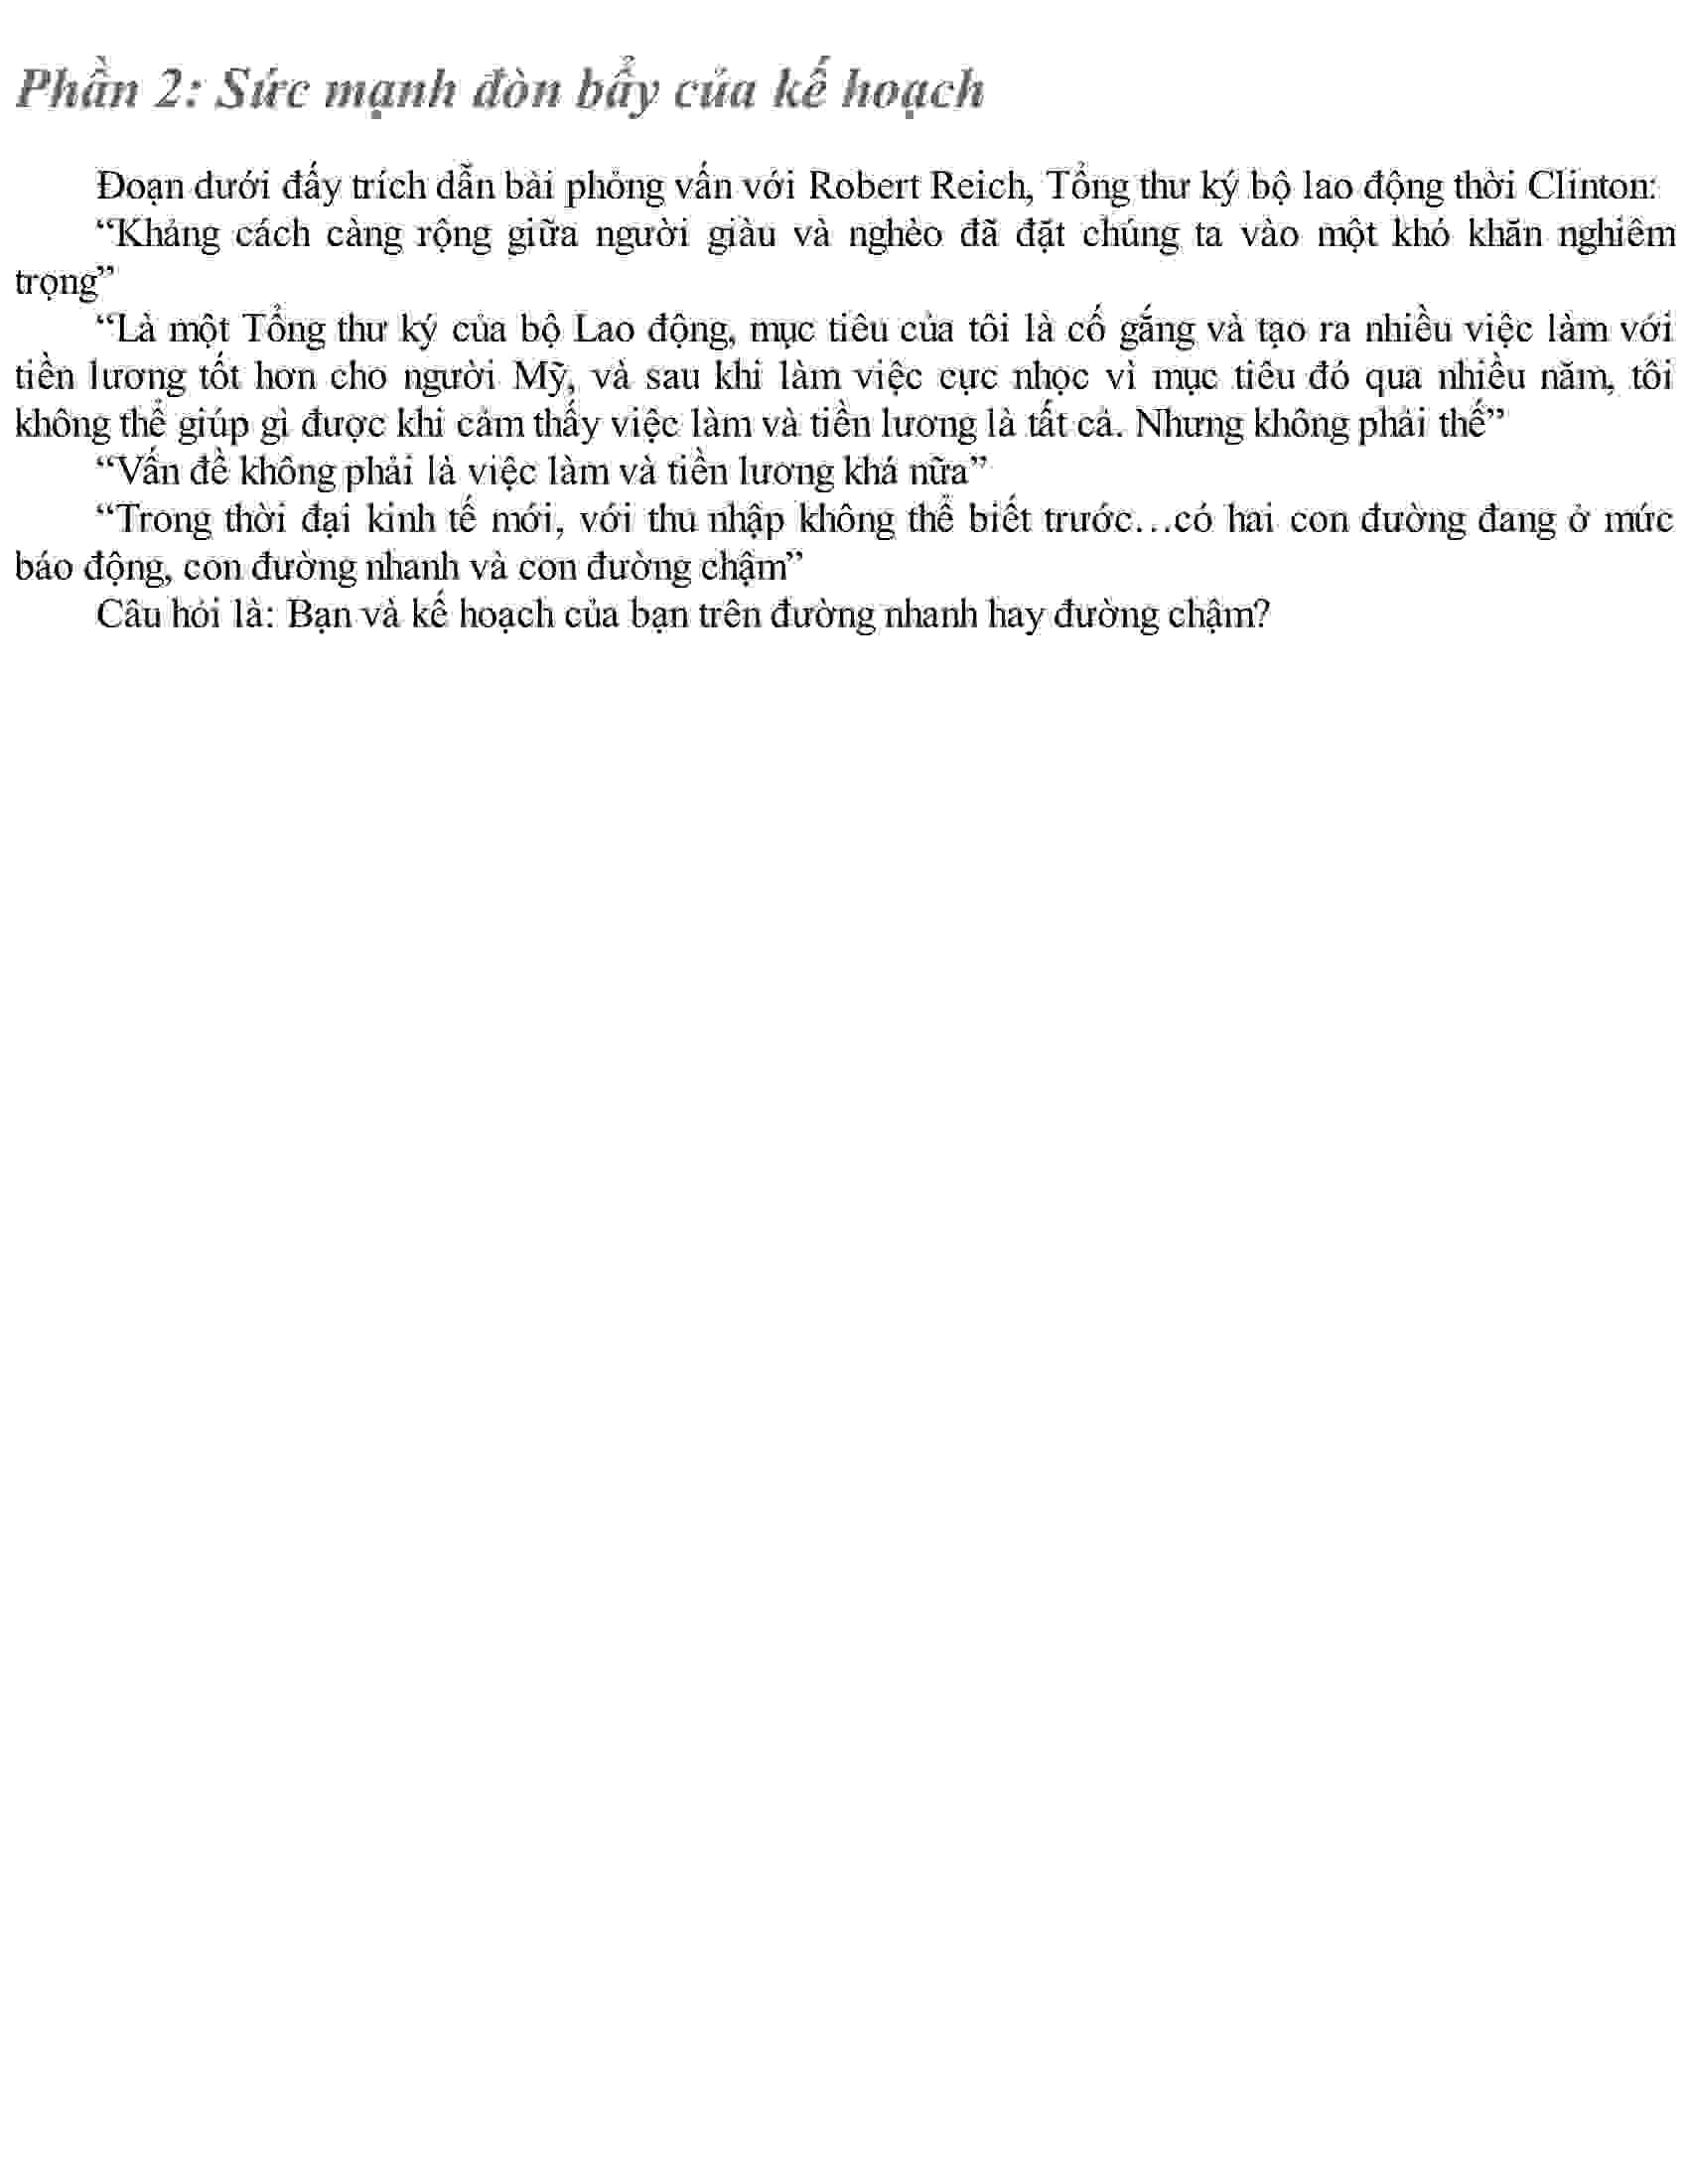 Phần 2: Sức mạnh đòn bẩy của kế hoạch
Đoạn dưới đấy trích dẫn bài phỏng vấn với Robert Reich, Tổng thư ký bộ lao động thời Clinton:
“Khảng cách càng rộng giữa người giàu và nghèo đã đặt chúng ta vào một khó khăn nghiêm
trọng”
“Là một Tổng thư ký của bộ Lao động, mục tiêu của tôi là cố gắng và tạo ra nhiều việc làm với
tiền lương tốt hơn cho người Mỹ, và sau khi làm việc cực nhọc vì mục tiêu đó qua nhiều năm, tôi
không thể giúp gì được khi cảm thấy việc làm và tiền lương là tất cả. Nhưng không phải thế”
“Vấn đề không phải là việc làm và tiền lương khá nữa”
“Trong thời đại kinh tế mới, với thu nhập không thể biết trước…có hai con đường đang ở mức
báo động, con đường nhanh và con đường chậm”
Câu hỏi là: Bạn và kế hoạch của bạn trên đường nhanh hay đường chậm?